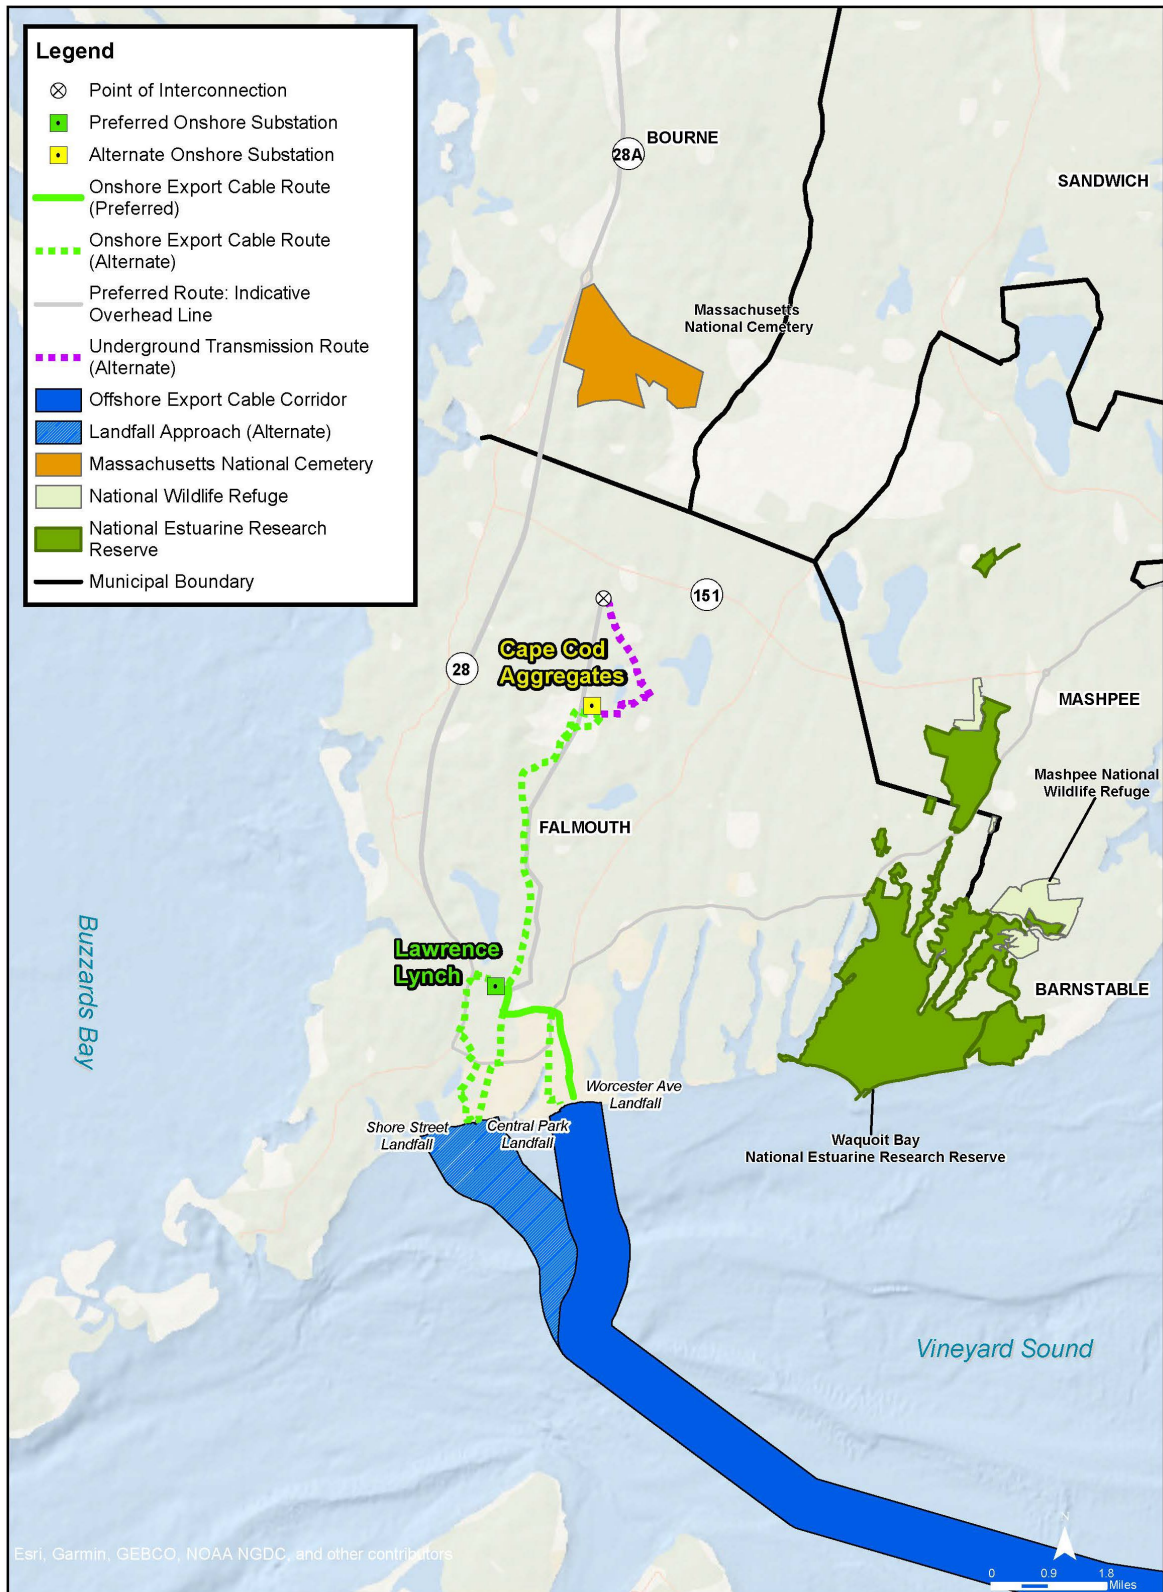 Legend
Point of Interconnection
Preferred Onshore Substation
Alternate Onshore Substation
Onshore Export Cable Route
(Preferred)
Onshore Export Cable Route
(Alternate)
Preferred Route: Indicative
Overhead Line
Underground Transmission Route
(Alternate)
Offshore Export Cable Corridor
Landfall Approach (Alternate)
Massachusetts National Cemetery
National Wildlife Refuge
National Estuarine Research
Reserve
Municipal Boundary
BOURNE
28A
SANDWICH
Massachusetts
National Cemetery
151
Cape Cod
Aggregates
28
MASHPEE
Mashpee National
Wildlife Refuge
FALMOUTH
Buzzards Bay
Lawrence
Lynch
BARNSTABLE
Worcester Ave
Landfall
Shore Street
Landfall
Central Park
Landfall
Waquoit Bay
National Estuarine Research Reserve
Vineyard Sound
N
Esri, Garmin, GEBCO, NOAA NGDC, and other contributors
0 0.9 1.8
Miles